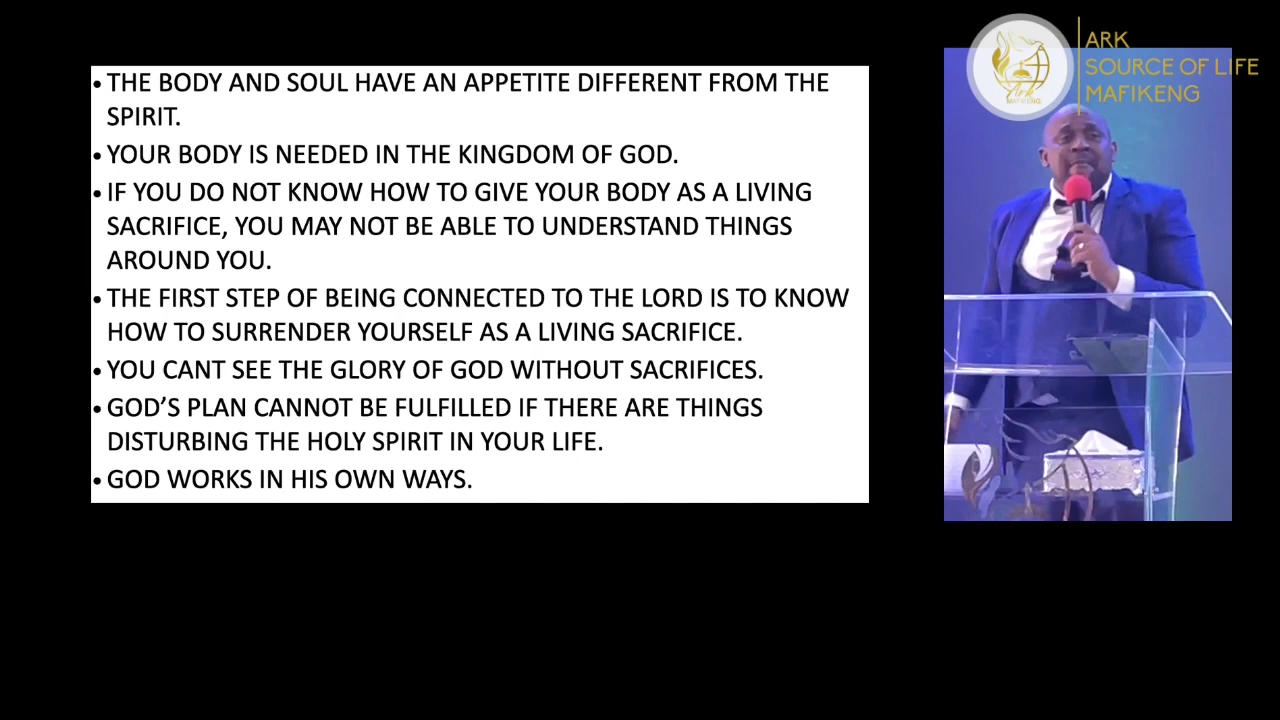 • THE BODY AND SOUL HAVE AN APPETITE DIFFERENT FROM THE
SPIRIT.
• YOUR BODY IS NEEDED IN THE KINGDOM OF GOD.
• IF YOU DO NOT KNOW HOW TO GIVE YOUR BODY AS A LIVING
SACRIFICE, YOU MAY NOT BE ABLE TO UNDERSTAND THINGS
AROUND YOU.
• THE FIRST STEP OF BEING CONNECTED TO THE LORD IS TO KNOW
HOW TO SURRENDER YOURSELF AS A LIVING SACRIFICE.
• YOU CANT SEE THE GLORY OF GOD WITHOUT SACRIFICES.
• GOD’S PLAN CANNOT BE FULFILLED IF THERE ARE THINGS
DISTURBING THE HOLY SPIRIT IN YOUR LIFE.
• GOD WORKS IN HIS OWN WAYS.
Ark
MAFIKENG
ARK
SOURCE OF LIFE
MAFIKENG